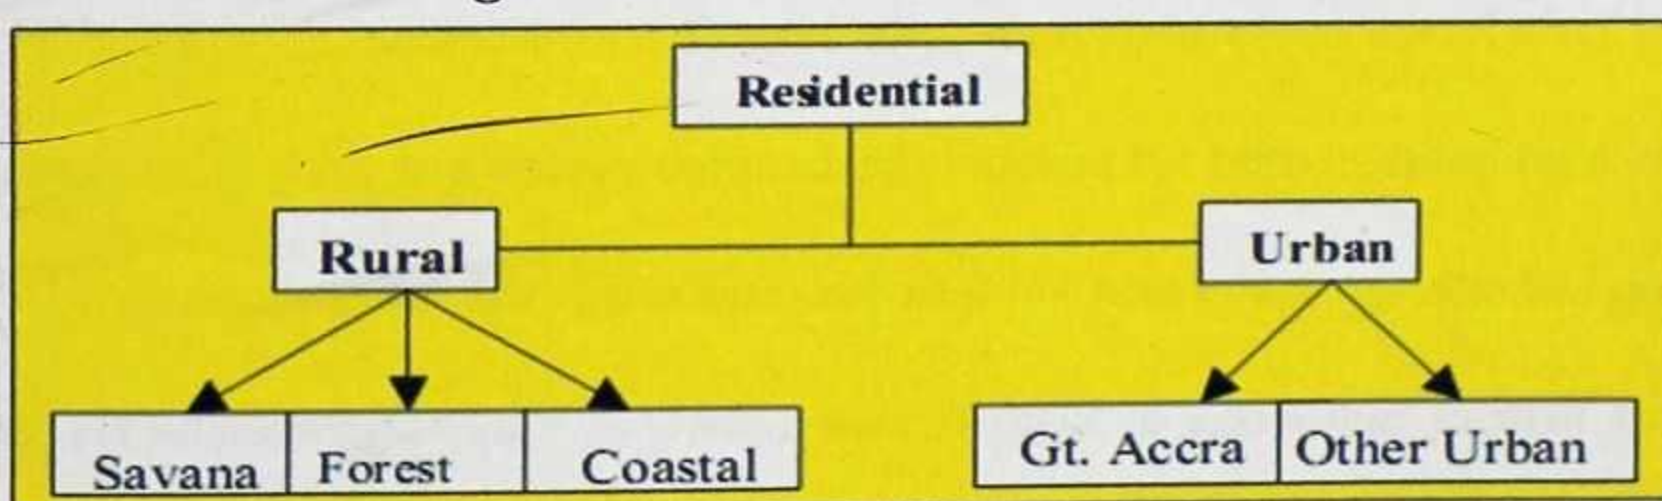 Residential
Rural
Urban
Savana Forest Coastal
Gt. Accra Other Urban